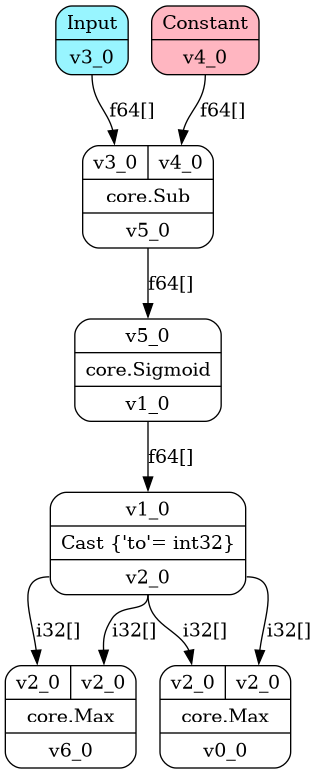 Input
v3_0
Constant
v4_0
f64[]
f64[]
v3_0 v4_0
core.Sub
v5_0
f64[]
v5_0
core.Sigmoid
v1_0
f64[]
v1_0
Cast {'to'= int32}
v2_0
i32[] i32[] i32[] i32[]
v2_0 v2_0
core.Max
v6_0
v2_0 v2_0
core.Max
v0_0